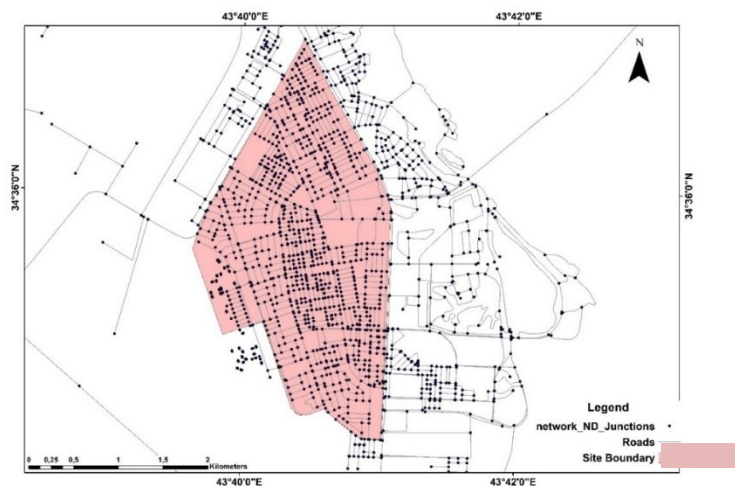 43°40'0"E 43°42'0"E
N
34°36'0"N 34°36'0"N
Legend
network_ND_Junctions
Roads
Site Boundary
0 0,25 0,5 1 1,5 2
Kilometers
43°40'0"E 43°42'0"E